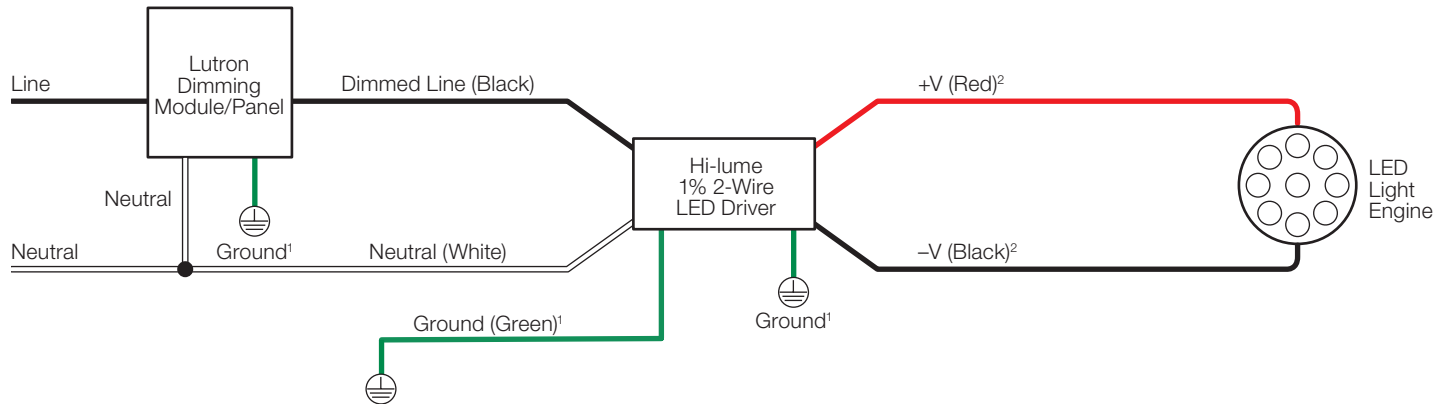 Lutron
Dimming
Module/Panel
Line
Dimmed Line (Black)
+V (Red)²
Hi-lume
1% 2-Wire
LED Driver
LED
Light
Engine
Neutral
Ground¹
Neutral
Neutral (White)
–V (Black)²
Ground¹
Ground (Green)¹